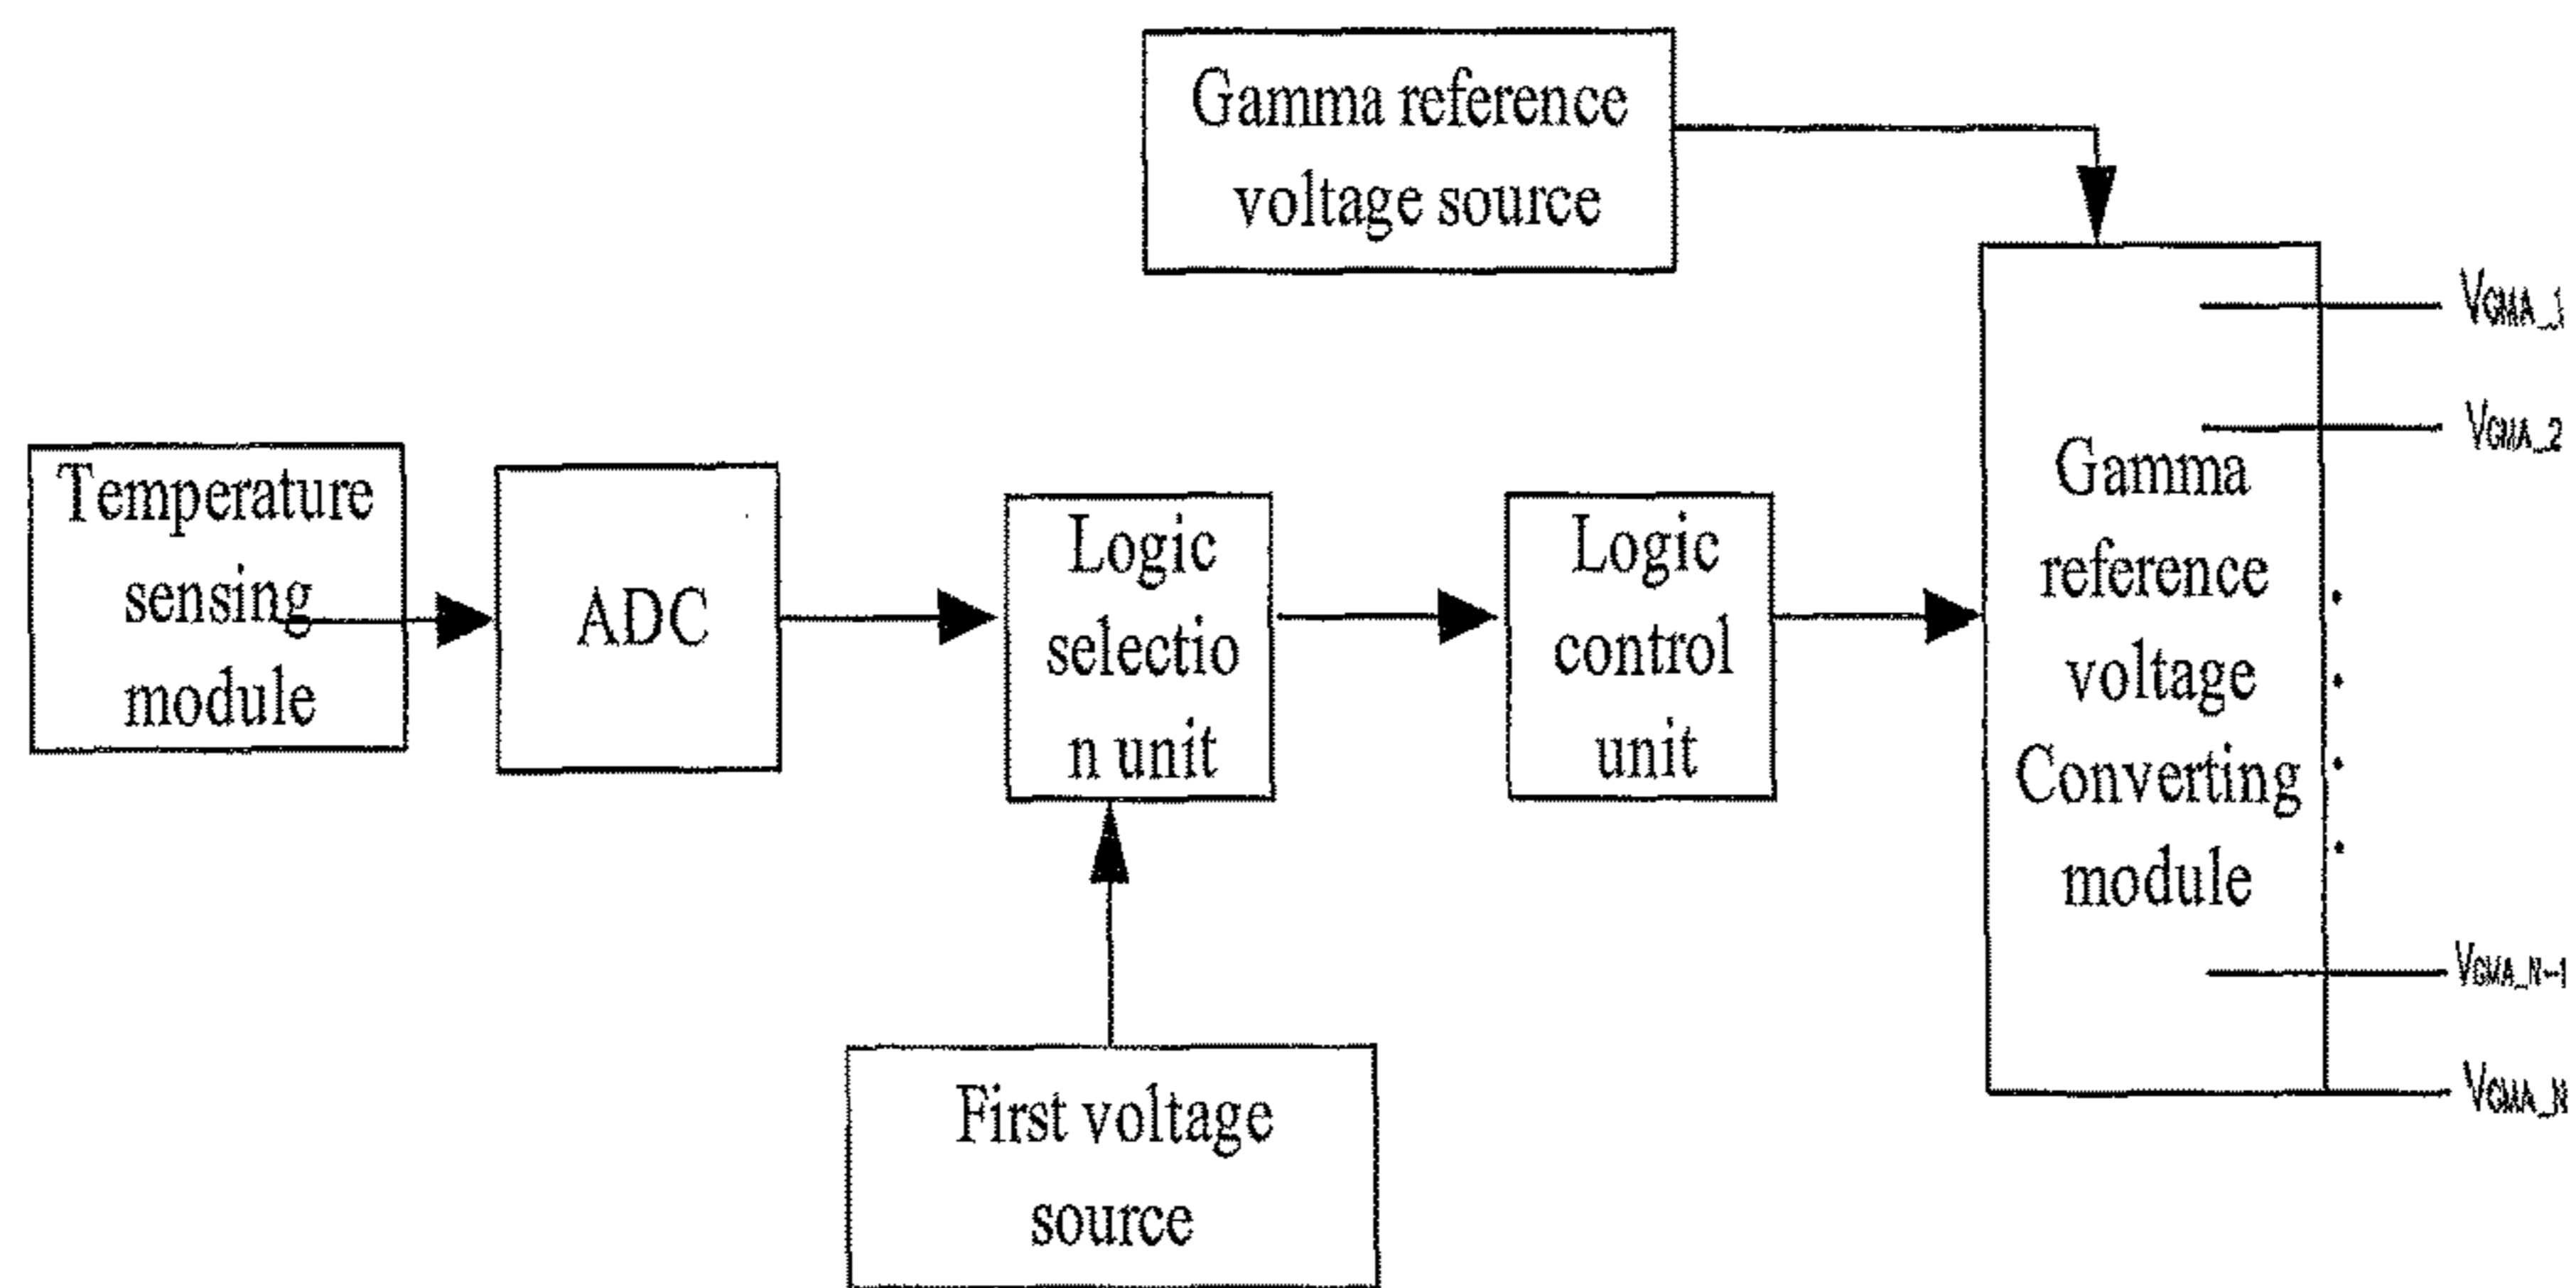 Gamma reference
voltage source
Temperature
sensing
module
ADC
Logic
selectio
n unit
Logic
control
unit
Gamma
reference
voltage
Converting
module
VGMA_1
VGMA_2
VGMA_N-1
VGMA_N
First voltage
source